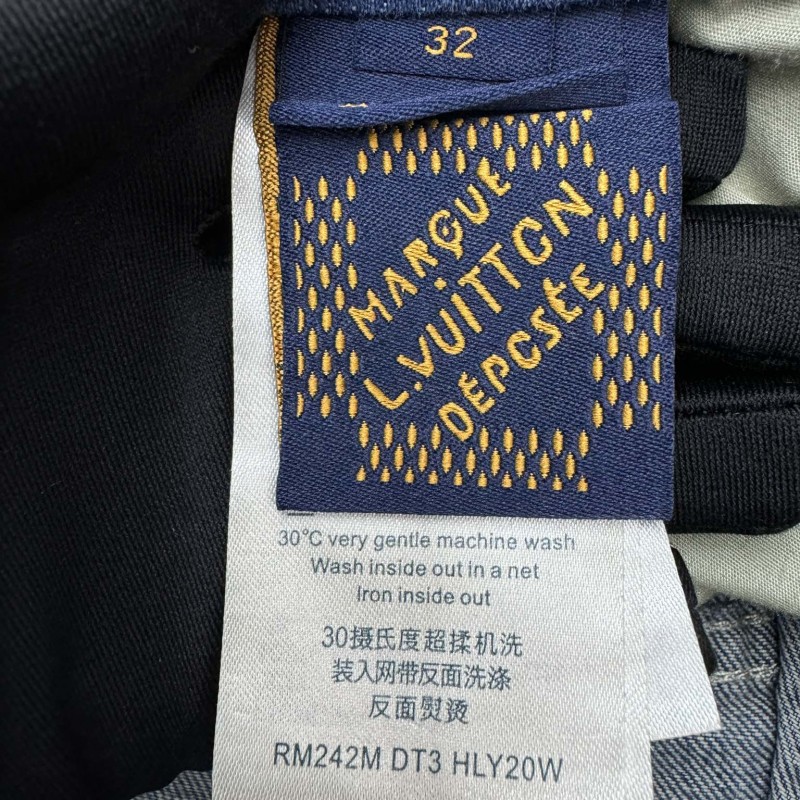 32
MARQUE
L.VUITTON
DÉPOSÉE
30°C very gentle machine wash
Wash inside out in a net
Iron inside out
30摄氏度超揉机洗
装入网带反面洗涤
反面熨烫
RM242M DT3 HLY20W